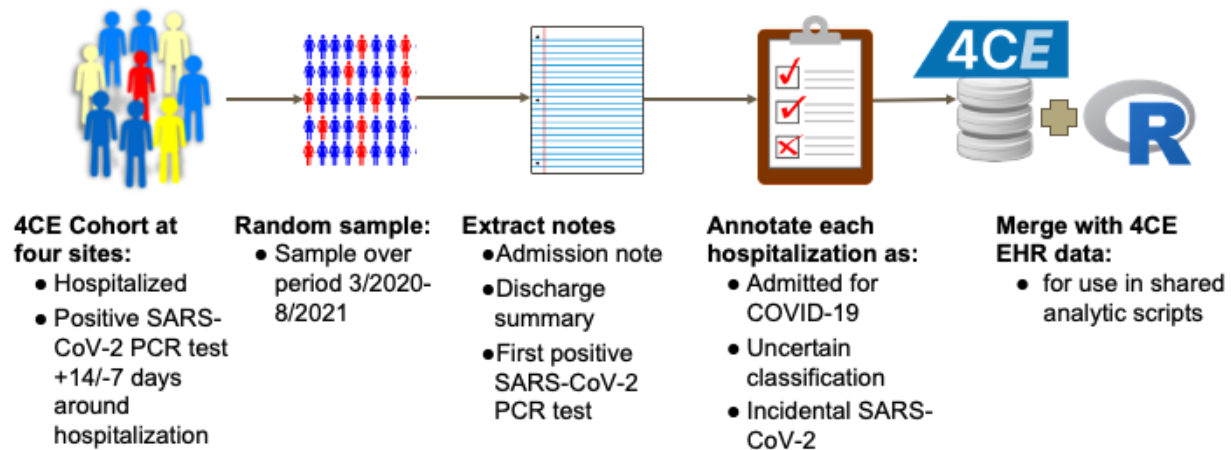 4CE
R
4CE Cohort at
four sites:
● Hospitalized
● Positive SARS-
CoV-2 PCR test
+14/-7 days
around
hospitalization
Random sample:
● Sample over
period 3/2020-
8/2021
Extract notes
●Admission note
●Discharge
summary
●First positive
SARS-CoV-2
PCR test
Annotate each
hospitalization as:
● Admitted for
COVID-19
● Uncertain
classification
● Incidental SARS-
CoV-2
Merge with 4CE
EHR data:
● for use in shared
analytic scripts